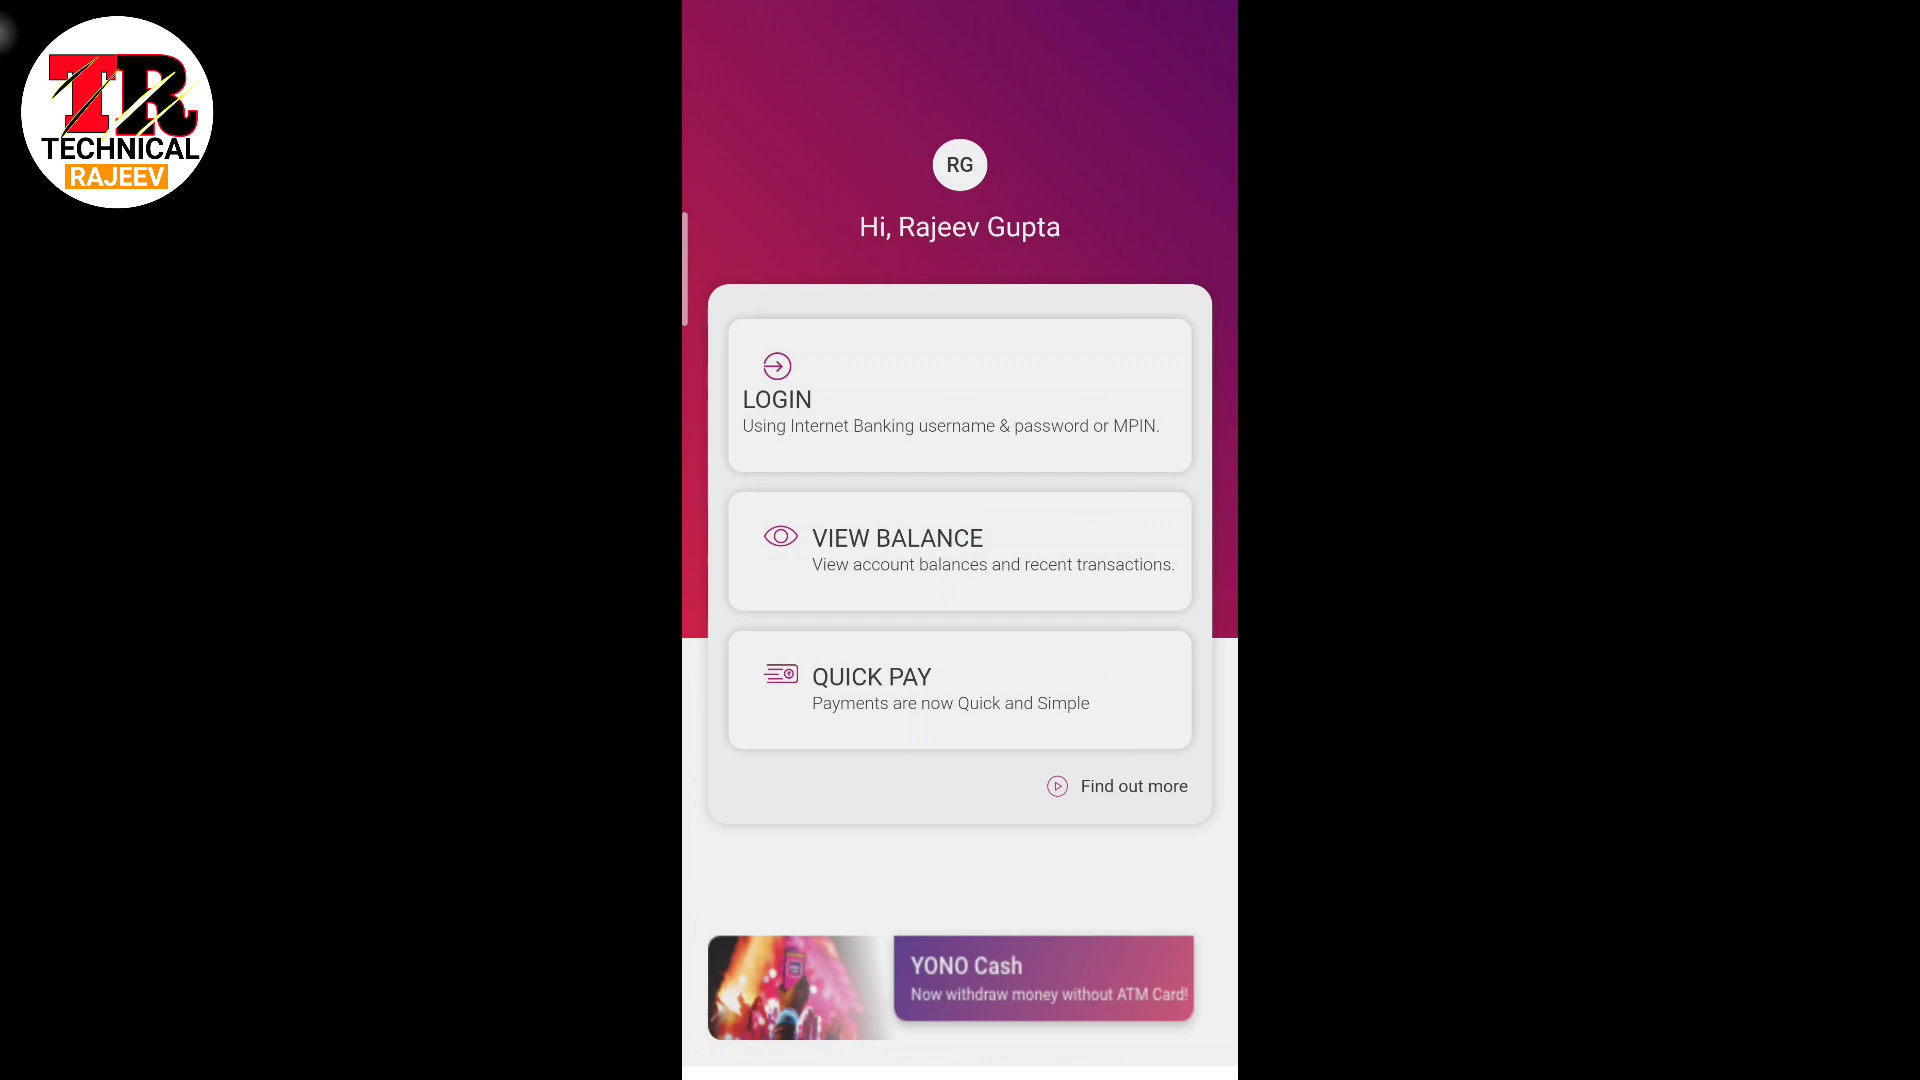 TR
TECHNICAL
RAJEEV
RG
Hi, Rajeev Gupta
LOGIN
Using Internet Banking username & password or MPIN.
VIEW BALANCE
View account balances and recent transactions.
QUICK PAY
Payments are now Quick and Simple
Find out more
YONO Cash
Now withdraw money without ATM Card!